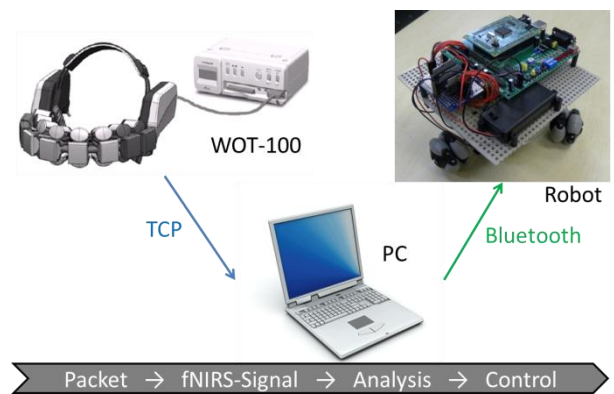 WOT-100
Robot
TCP
PC
Bluetooth
Packet → fNIRS-Signal → Analysis → Control